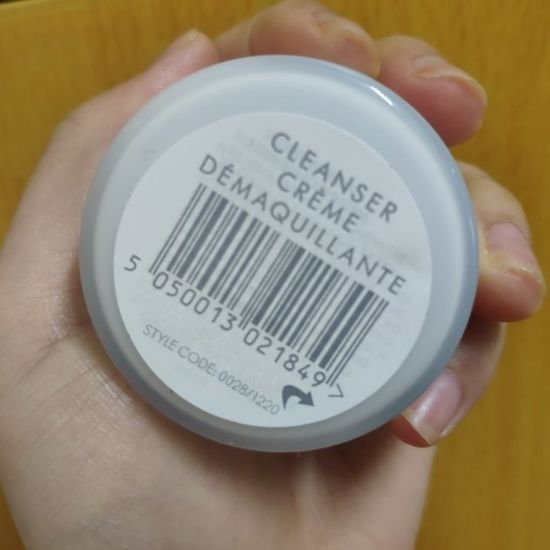 CLEANSER
CRÈME
DÉMAQUILLANTE
5 050013 021849 >
STYLE CODE: 0028/1220